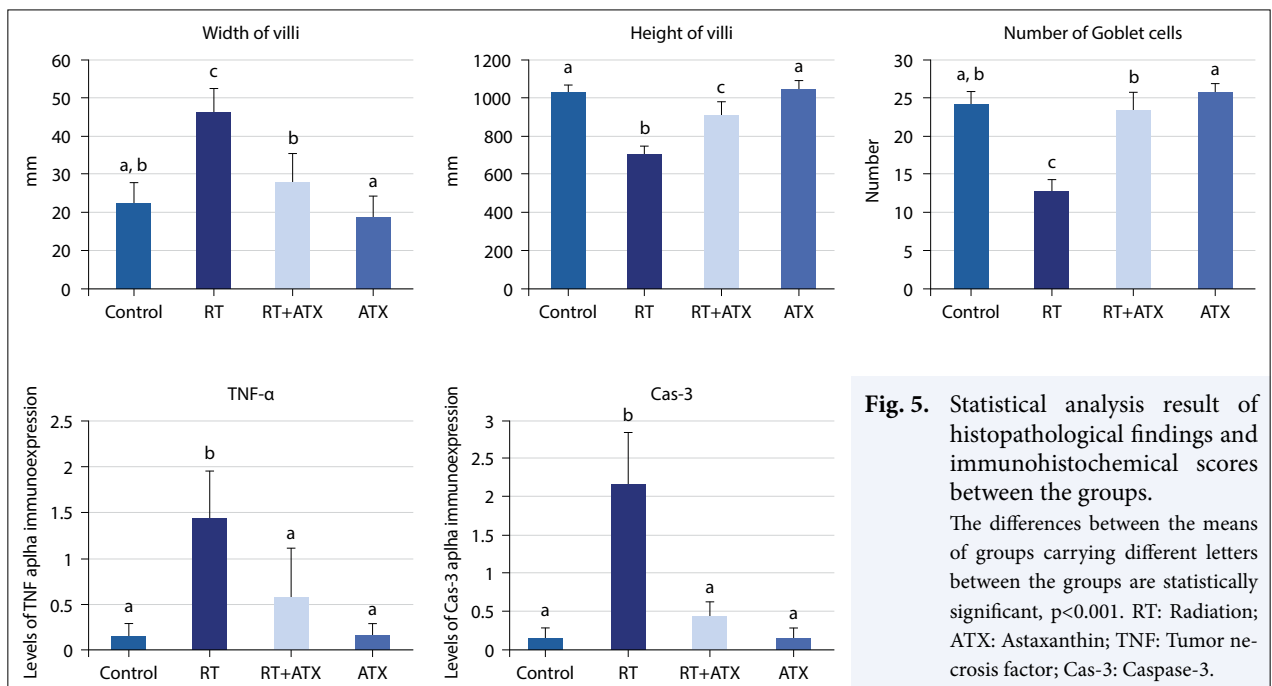 Width of villi
60
50
40
30
20
20
0
mm
a, b
c
b
a
Control RT RT+ATX ATX
Height of villi
1200
1000
800
600
400
200
0
mm
a
b
c
a
Control RT RT+ATX ATX
Number of Goblet cells
30
25
20
15
10
5
0
Number
a, b
c
b
a
Control RT RT+ATX ATX
TNF-α
2.5
2
1.5
1
0.5
0
Levels of TNF aplha immunoexpression
a
b
a
a
Control RT RT+ATX ATX
Cas-3
3
2.5
2
1.5
1
0.5
0
Levels of Cas-3 aplha immunoexpression
a
b
a
a
Control RT RT+ATX ATX
Fig. 5. Statistical analysis result of
histopathological findings and
immunohistochemical scores
between the groups.
The differences between the means
of groups carrying different letters
between the groups are statistically
significant, p<0.001. RT: Radiation;
ATX: Astaxanthin; TNF: Tumor ne-
crosis factor; Cas-3: Caspase-3.